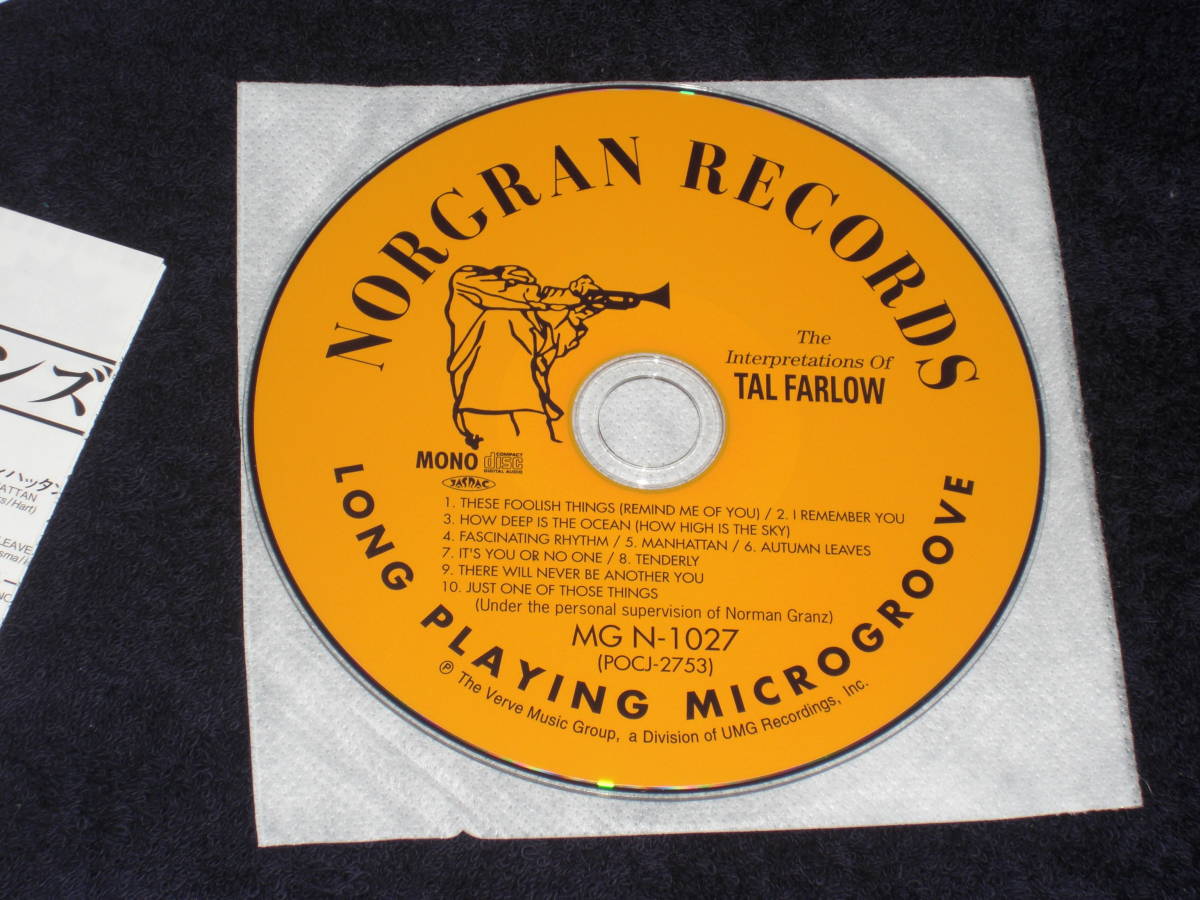 NORGRAN RECORDS
The
Interpretations Of
TAL FARLOW
MONO
COMPACT
disc
DIGITAL AUDIO
JASRAC
1. THESE FOOLISH THINGS (REMIND ME OF YOU) / 2. I REMEMBER YOU
3. HOW DEEP IS THE OCEAN (HOW HIGH IS THE SKY)
4. FASCINATING RHYTHM / 5. MANHATTAN / 6. AUTUMN LEAVES
7. IT'S YOU OR NO ONE / 8. TENDERLY
9. THERE WILL NEVER BE ANOTHER YOU
10. JUST ONE OF THOSE THINGS
(Under the personal supervision of Norman Granz)
MG N-1027
(POCJ-2753)
LONG PLAYING MICROGROOVE
Ⓟ The Verve Music Group, a Division of UMG Recordings, Inc.
ンズ
ハッタン
ATTAN
/Hart)
LEAVE